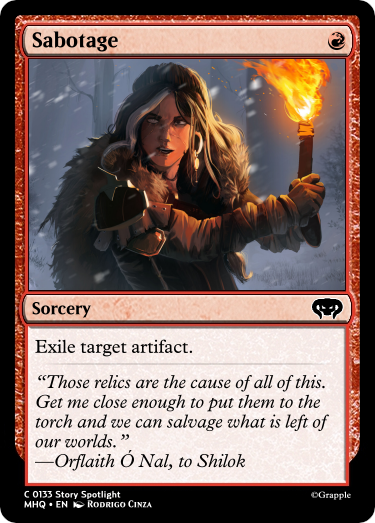 Sabotage
Sorcery
Exile target artifact.
“Those relics are the cause of all of this.
Get me close enough to put them to the
torch and we can salvage what is left of
our worlds.”
—Orflaith Ó Nal, to Shilok
C 0133 Story Spotlight
MHQ • EN Rodrigo Cinza
©Grapple